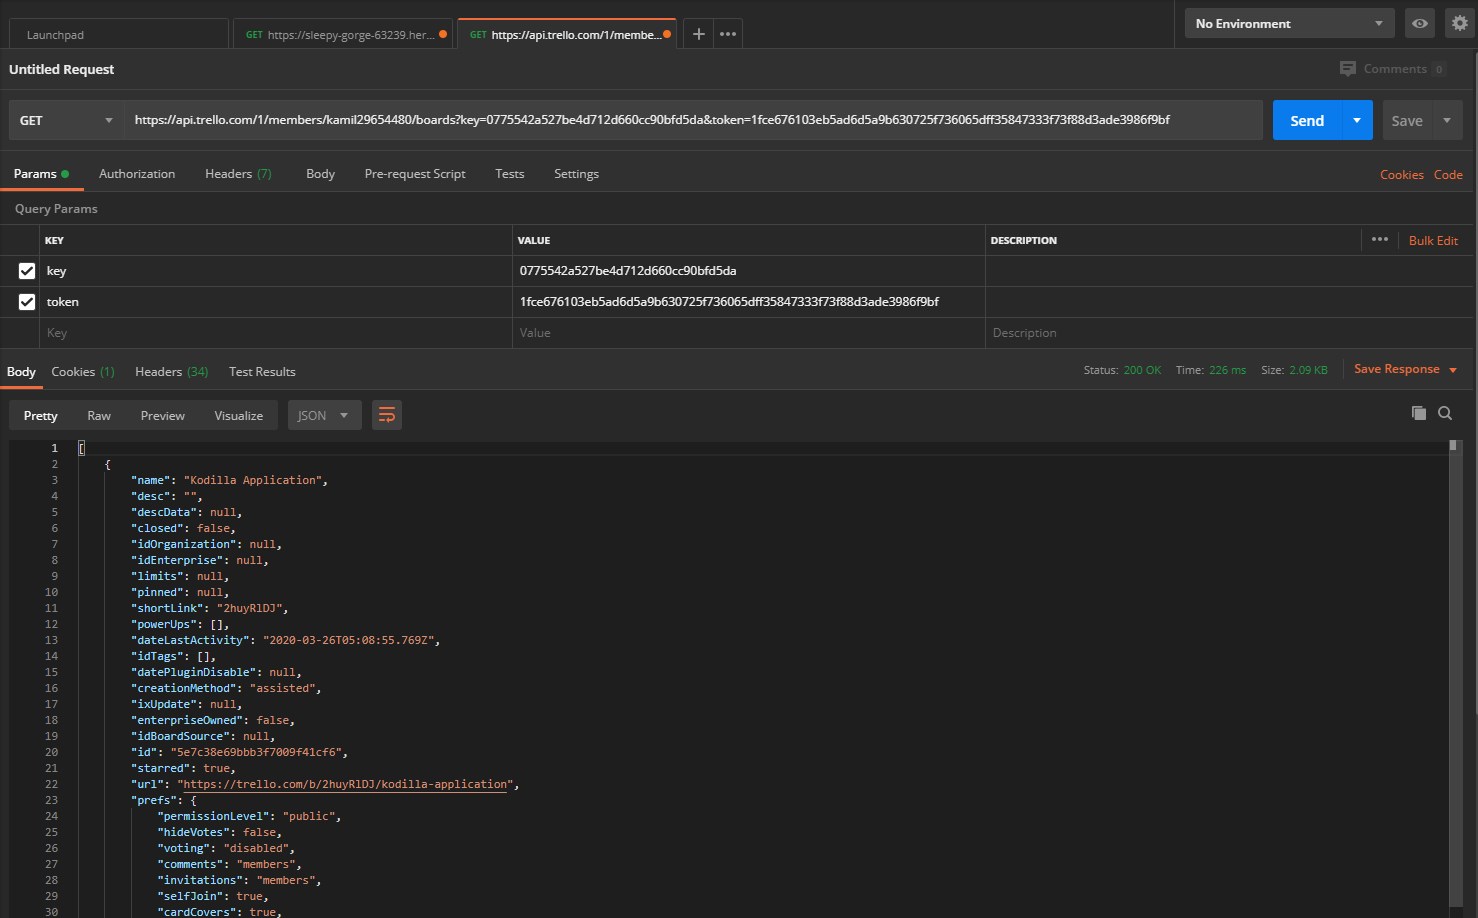 Launchpad
GET https://sleepy-gorge-63239.her...
GET https://api.trello.com/1/membe...
No Environment
Untitled Request
Comments 0
GET
https://api.trello.com/1/members/kamil29654480/boards?key=0775542a527be4d712d660cc90bfd5da&token=1fce676103eb5ad6d5a9b630725f736065dff35847333f73f88d3ade3986f9bf
Send
Save
Params
Authorization
Headers (7)
Body
Pre-request Script
Tests
Settings
Cookies
Code
Query Params
KEY
VALUE
DESCRIPTION
Bulk Edit
key
0775542a527be4d712d660cc90bfd5da
token
1fce676103eb5ad6d5a9b630725f736065dff35847333f73f88d3ade3986f9bf
Key
Value
Description
Body
Cookies (1)
Headers (34)
Test Results
Status: 200 OK
Time: 226 ms
Size: 2.09 KB
Save Response
Pretty
Raw
Preview
Visualize
JSON
1 [
2 {
3 "name": "Kodilla Application",
4 "desc": "",
5 "descData": null,
6 "closed": false,
7 "idOrganization": null,
8 "idEnterprise": null,
9 "limits": null,
10 "pinned": null,
11 "shortLink": "2huyRlDJ",
12 "powerUps": [],
13 "dateLastActivity": "2020-03-26T05:08:55.769Z",
14 "idTags": [],
15 "datePluginDisable": null,
16 "creationMethod": "assisted",
17 "ixUpdate": null,
18 "enterpriseOwned": false,
19 "idBoardSource": null,
20 "id": "5e7c38e69bbb3f7009f41cf6",
21 "starred": true,
22 "url": "https://trello.com/b/2huyRlDJ/kodilla-application",
23 "prefs": {
24 "permissionLevel": "public",
25 "hideVotes": false,
26 "voting": "disabled",
27 "comments": "members",
28 "invitations": "members",
29 "selfJoin": true,
30 "cardCovers": true,